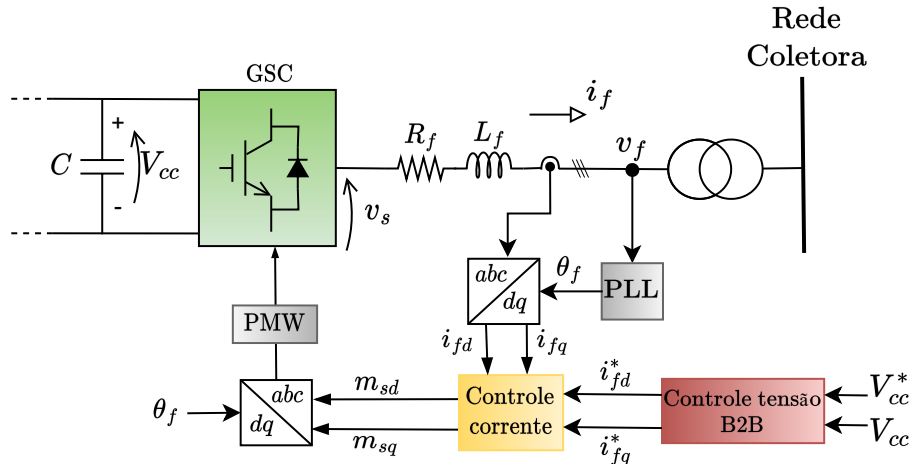 Rede
Coletora
GSC
i_f
R_f
L_f
v_f
+
C
V_cc
-
v_s
abc
dq
θ_f
PLL
PMW
i_fd
i_fq
abc
dq
θ_f
m_sd
m_sq
Controle
corrente
i*_fd
i*_fq
Controle tensão
B2B
V*_cc
V_cc